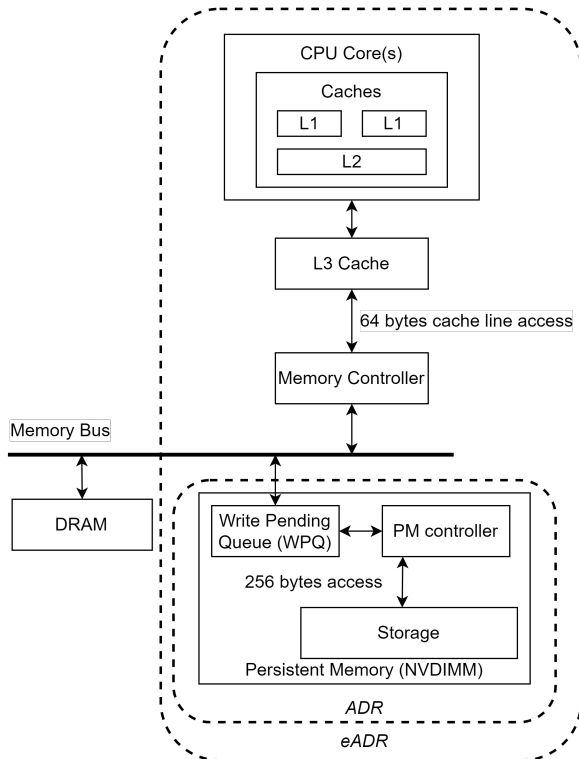 CPU Core(s)
Caches
L1
L1
L2
L3 Cache
64 bytes cache line access
Memory Controller
Memory Bus
DRAM
Write Pending
Queue (WPQ)
PM controller
256 bytes access
Storage
Persistent Memory (NVDIMM)
ADR
eADR